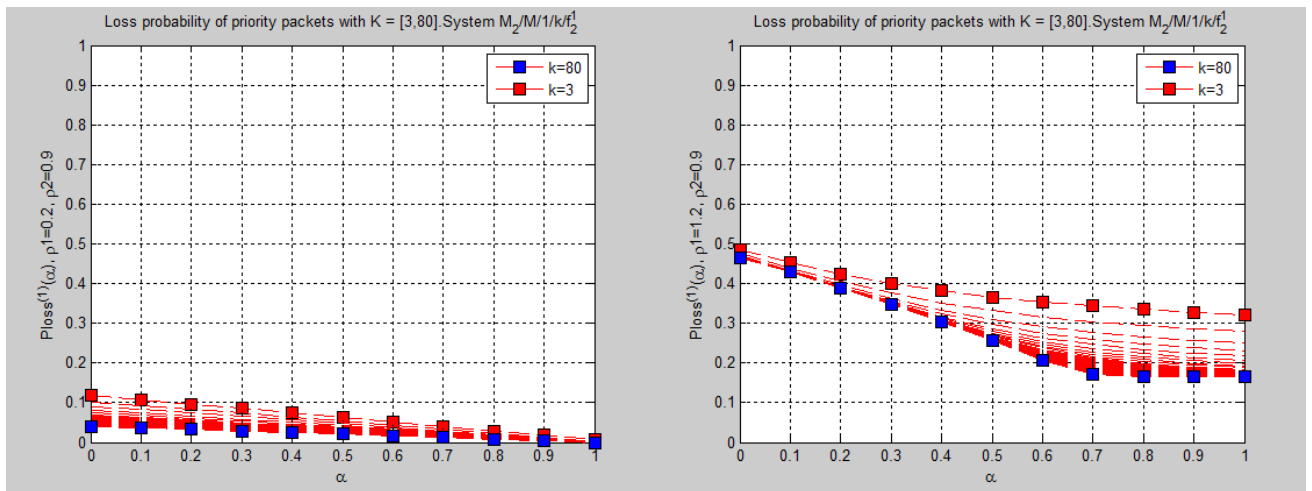 Loss probability of priority packets with K = [3,80].System M₂/M/1/k/f₂¹
1
0.9
0.8
0.7
0.6
0.5
0.4
0.3
0.2
0.1
0
Ploss⁽¹⁾(α), ρ1=0.2, ρ2=0.9
k=80
k=3
0 0.1 0.2 0.3 0.4 0.5 0.6 0.7 0.8 0.9 1
α
Loss probability of priority packets with K = [3,80].System M₂/M/1/k/f₂¹
1
0.9
0.8
0.7
0.6
0.5
0.4
0.3
0.2
0.1
0
Ploss⁽¹⁾(α), ρ1=1.2, ρ2=0.9
k=80
k=3
0 0.1 0.2 0.3 0.4 0.5 0.6 0.7 0.8 0.9 1
α